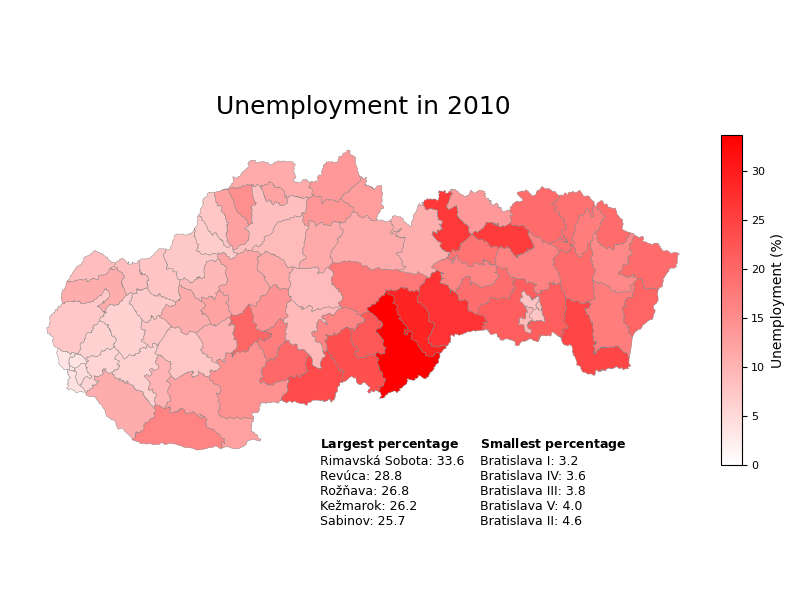 Unemployment in 2010
30
25
20
15
10
5
0
Unemployment (%)
Largest percentage
Rimavská Sobota: 33.6
Revúca: 28.8
Rožňava: 26.8
Kežmarok: 26.2
Sabinov: 25.7
Smallest percentage
Bratislava I: 3.2
Bratislava IV: 3.6
Bratislava III: 3.8
Bratislava V: 4.0
Bratislava II: 4.6